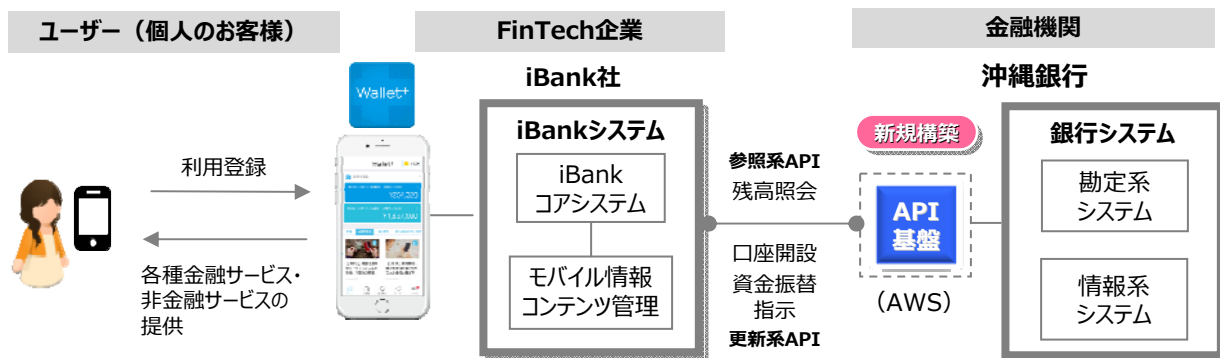 ユーザー（個人のお客様）
FinTech企業
金融機関
iBank社
沖縄銀行
Wallet+
利用登録
各種金融サービス・
非金融サービスの
提供
iBankシステム
iBank
コアシステム
モバイル情報
コンテンツ管理
参照系API
残高照会
口座開設
資金振替
指示
更新系API
新規構築
API
基盤
（AWS）
銀行システム
勘定系
システム
情報系
システム